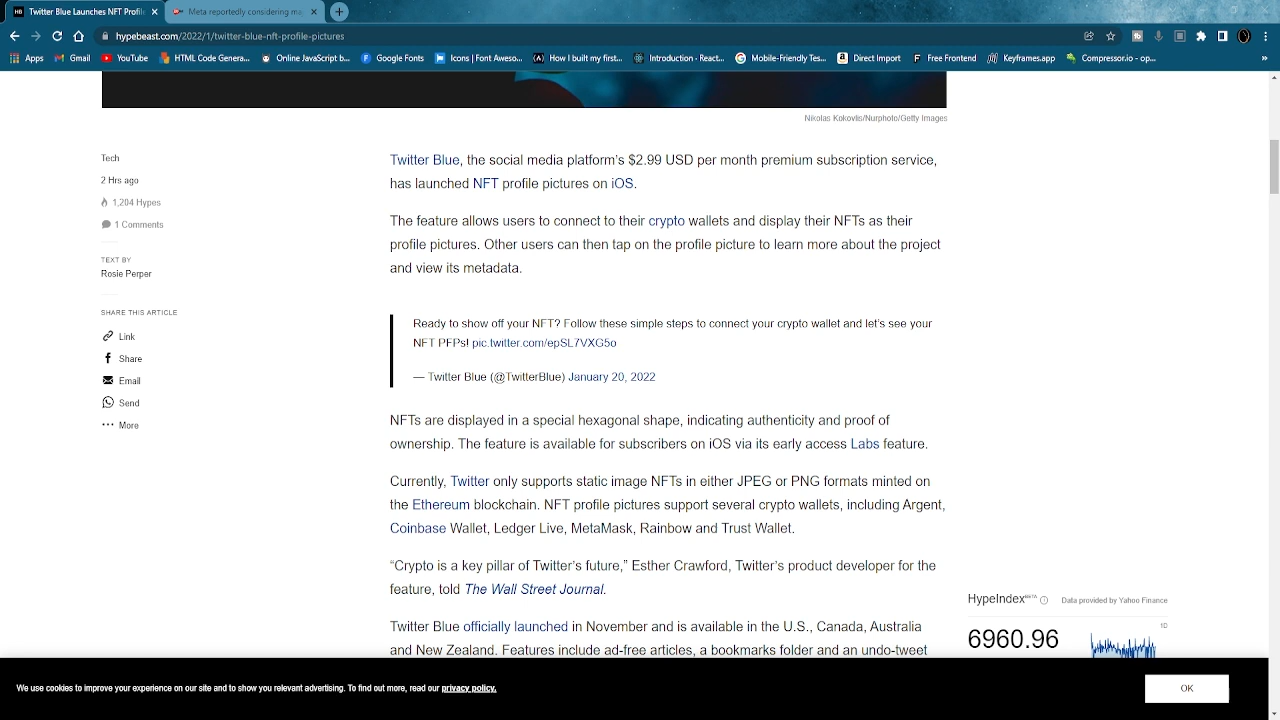 Twitter Blue Launches NFT Profil
Meta reportedly considering ma
hypebeast.com/2022/1/twitter-blue-nft-profile-pictures
Apps
Gmail
YouTube
HTML Code Genera...
Online JavaScript b...
Google Fonts
Icons | Font Aweso...
How I built my first...
Introduction - React...
Mobile-Friendly Tes...
Direct Import
Free Frontend
Keyframes.app
Compressor.io - op...
»
Nikolas Kokovlis/Nurphoto/Getty Images
Tech
2 Hrs ago
1,204 Hypes
1 Comments
TEXT BY
Rosie Perper
SHARE THIS ARTICLE
Link
Share
Email
Send
More
Twitter Blue, the social media platform's $2.99 USD per month premium subscription service,
has launched NFT profile pictures on iOS.
The feature allows users to connect to their crypto wallets and display their NFTs as their
profile pictures. Other users can then tap on the profile picture to learn more about the project
and view its metadata.
Ready to show off your NFT? Follow these simple steps to connect your crypto wallet and let's see your
NFT PFPs! pic.twitter.com/epSL7VXG5o
— Twitter Blue (@TwitterBlue) January 20, 2022
NFTs are displayed in a special hexagonal shape, indicating authenticity and proof of
ownership. The feature is available for subscribers on iOS via its early access Labs feature.
Currently, Twitter only supports static image NFTs in either JPEG or PNG formats minted on
the Ethereum blockchain. NFT profile pictures support several crypto wallets, including Argent,
Coinbase Wallet, Ledger Live, MetaMask, Rainbow and Trust Wallet.
“Crypto is a key pillar of Twitter's future,” Esther Crawford, Twitter's product developer for the
feature, told The Wall Street Journal.
Twitter Blue officially launched in November and is available in the U.S., Canada, Australia
and New Zealand. Features include ad-free articles, a bookmarks folder and an undo-tweet
HypeIndex BETA
Data provided by Yahoo Finance
1D
6960.96
We use cookies to improve your experience on our site and to show you relevant advertising. To find out more, read our privacy policy.
OK